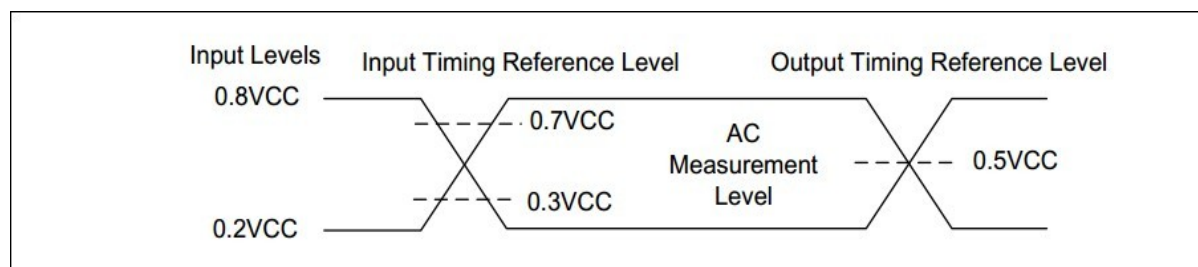 Input Levels
Input Timing Reference Level
Output Timing Reference Level
0.8VCC
0.7VCC
AC
Measurement
Level
0.5VCC
0.3VCC
0.2VCC